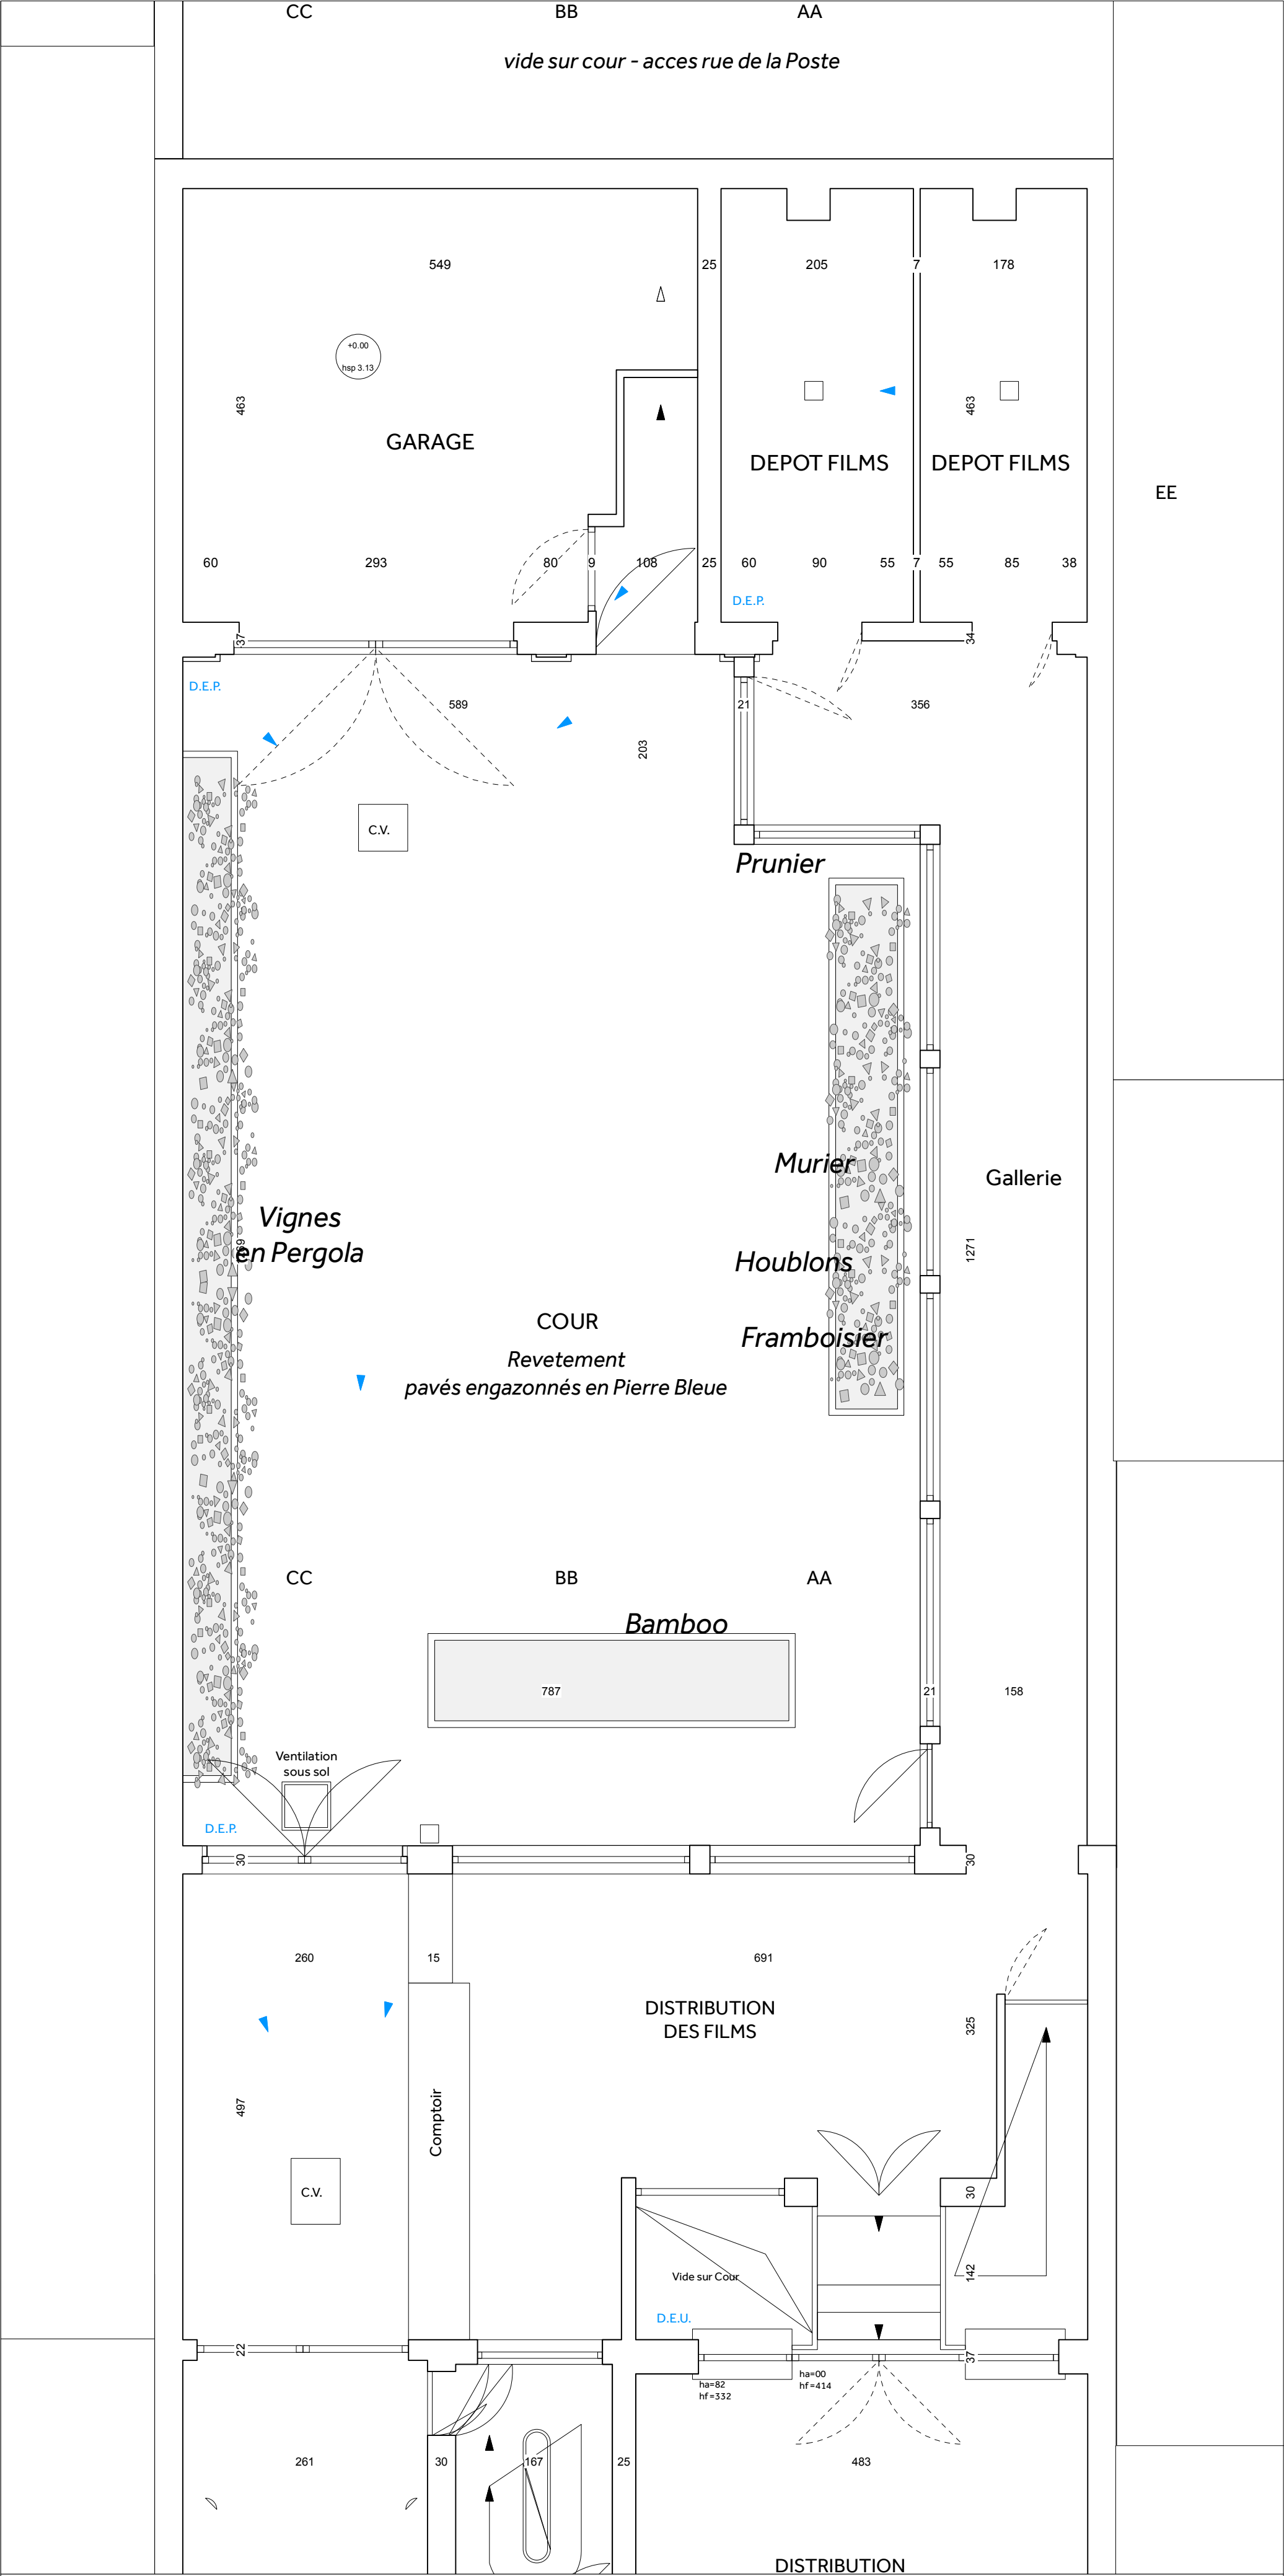 CC BB AA
vide sur cour - acces rue de la Poste
549 25 205 7 178
+0.00
hsp 3.13
463 463
GARAGE
DEPOT FILMS DEPOT FILMS
EE
60 293 80 9 108 25 60 90 55 7 55 85 38
D.E.P.
37 34
D.E.P.
589 21 356
203
C.V.
Prunier
Murier
Gallerie
Vignes
en Pergola
1271
Houblons
COUR
Framboisier
Revetement
pavés engazonnés en Pierre Bleue
CC BB AA
Bamboo
787 21 158
Ventilation
sous sol
D.E.P.
30 30
260 15 691
DISTRIBUTION
DES FILMS
325
497
Comptoir
C.V.
30
142
Vide sur Cour
D.E.U.
22 37
ha=82
hf=332
ha=00
hf=414
261 30 167 25 483
DISTRIBUTION